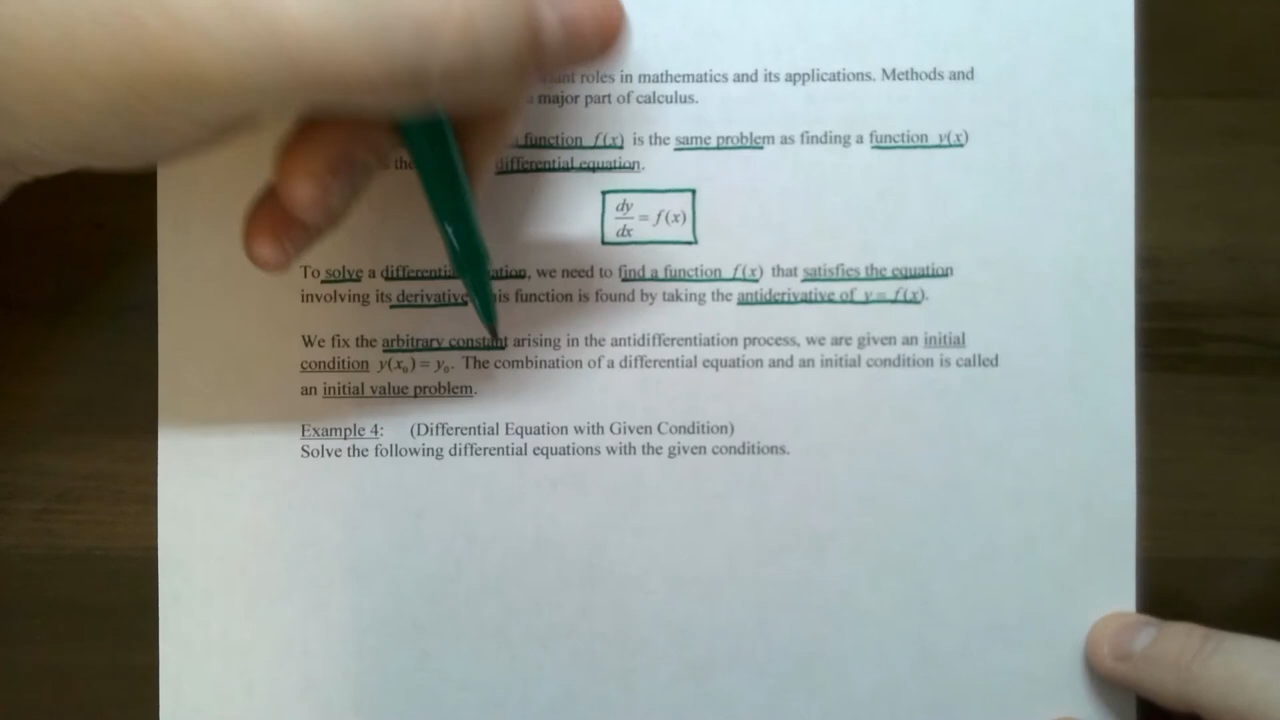 roles in mathematics and its applications. Methods and
major part of calculus.
function f(x) is the same problem as finding a function y(x)
differential equation.
dy/dx = f(x)
To solve a we need to find a function f(x) that satisfies the equation
involving its function is found by taking the antiderivative of y = f(x).
We fix the arbitrary constant arising in the antidifferentiation process, we are given an initial
condition y(x₀) = y₀. The combination of a differential equation and an initial condition is called
an initial value problem.
Example 4: (Differential Equation with Given Condition)
Solve the following differential equations with the given conditions.